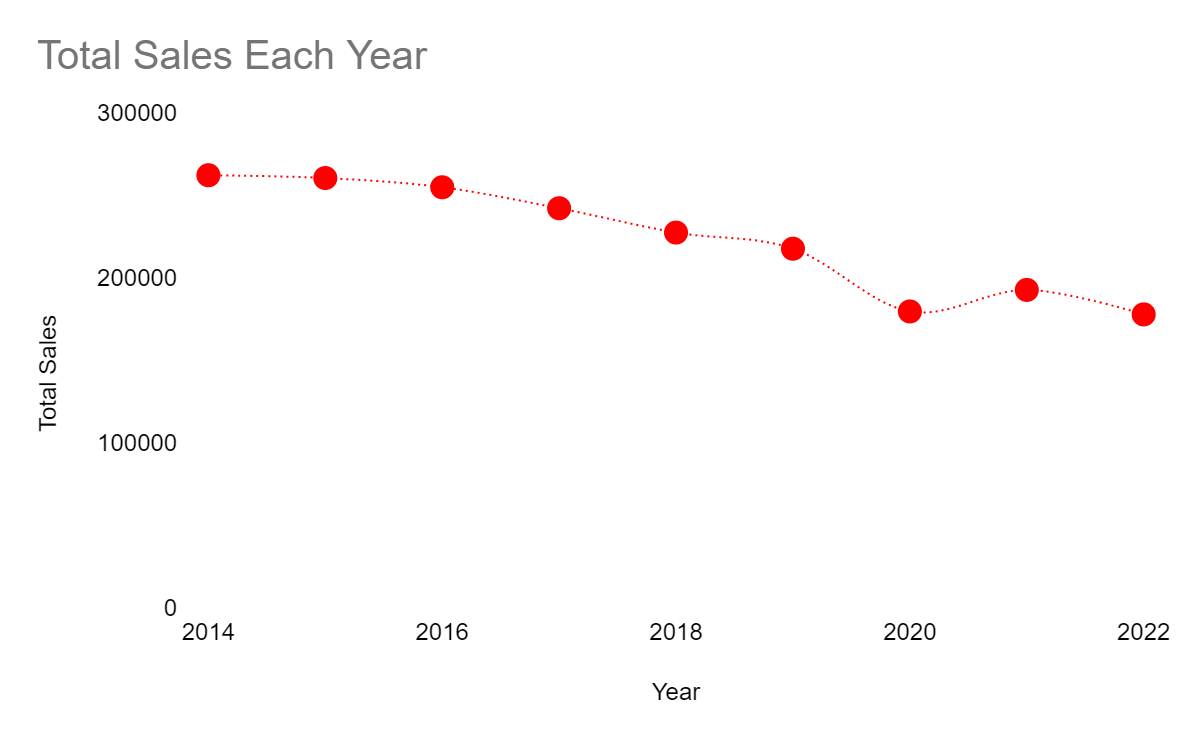 Total Sales Each Year
300000
200000
100000
0
Total Sales
2014 2016 2018 2020 2022
Year